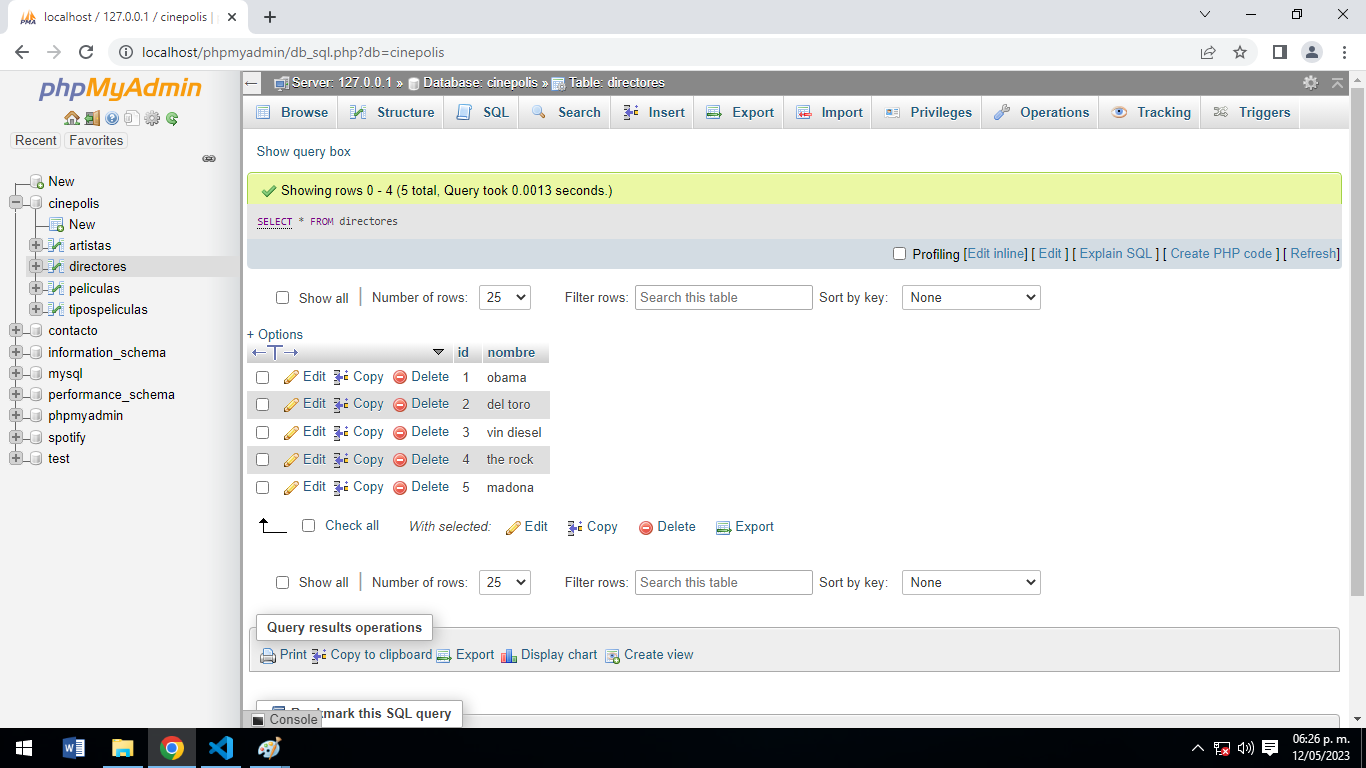 localhost / 127.0.0.1 / cinepolis |
localhost/phpmyadmin/db_sql.php?db=cinepolis
phpMyAdmin
Recent Favorites
New
cinepolis
New
artistas
directores
peliculas
tipospeliculas
contacto
information_schema
mysql
performance_schema
phpmyadmin
spotify
test
Server: 127.0.0.1 » Database: cinepolis » Table: directores
Browse Structure SQL Search Insert Export Import Privileges Operations Tracking Triggers
Show query box
Showing rows 0 - 4 (5 total, Query took 0.0013 seconds.)
SELECT * FROM directores
Profiling [Edit inline] [ Edit ] [ Explain SQL ] [ Create PHP code ] [ Refresh]
Show all | Number of rows: 25 Filter rows: Search this table Sort by key: None
+ Options
←T→ id nombre
Edit Copy Delete 1 obama
Edit Copy Delete 2 del toro
Edit Copy Delete 3 vin diesel
Edit Copy Delete 4 the rock
Edit Copy Delete 5 madona
Check all With selected: Edit Copy Delete Export
Show all | Number of rows: 25 Filter rows: Search this table Sort by key: None
Query results operations
Print Copy to clipboard Export Display chart Create view
this SQL query
Console
06:26 p. m.
12/05/2023